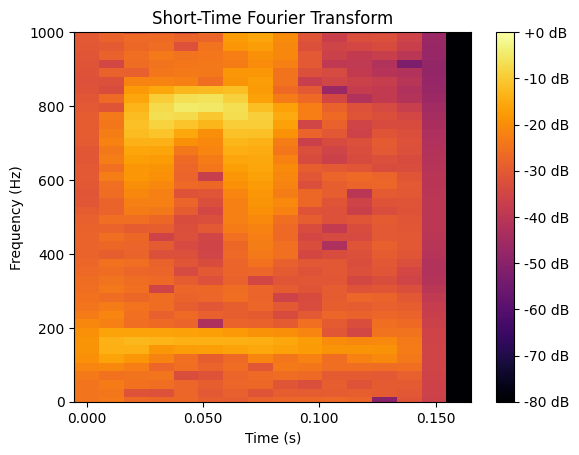 Short-Time Fourier Transform
Frequency (Hz)
1000
800
600
400
200
0
0.000
0.050
0.100
0.150
Time (s)
+0 dB
-10 dB
-20 dB
-30 dB
-40 dB
-50 dB
-60 dB
-70 dB
-80 dB